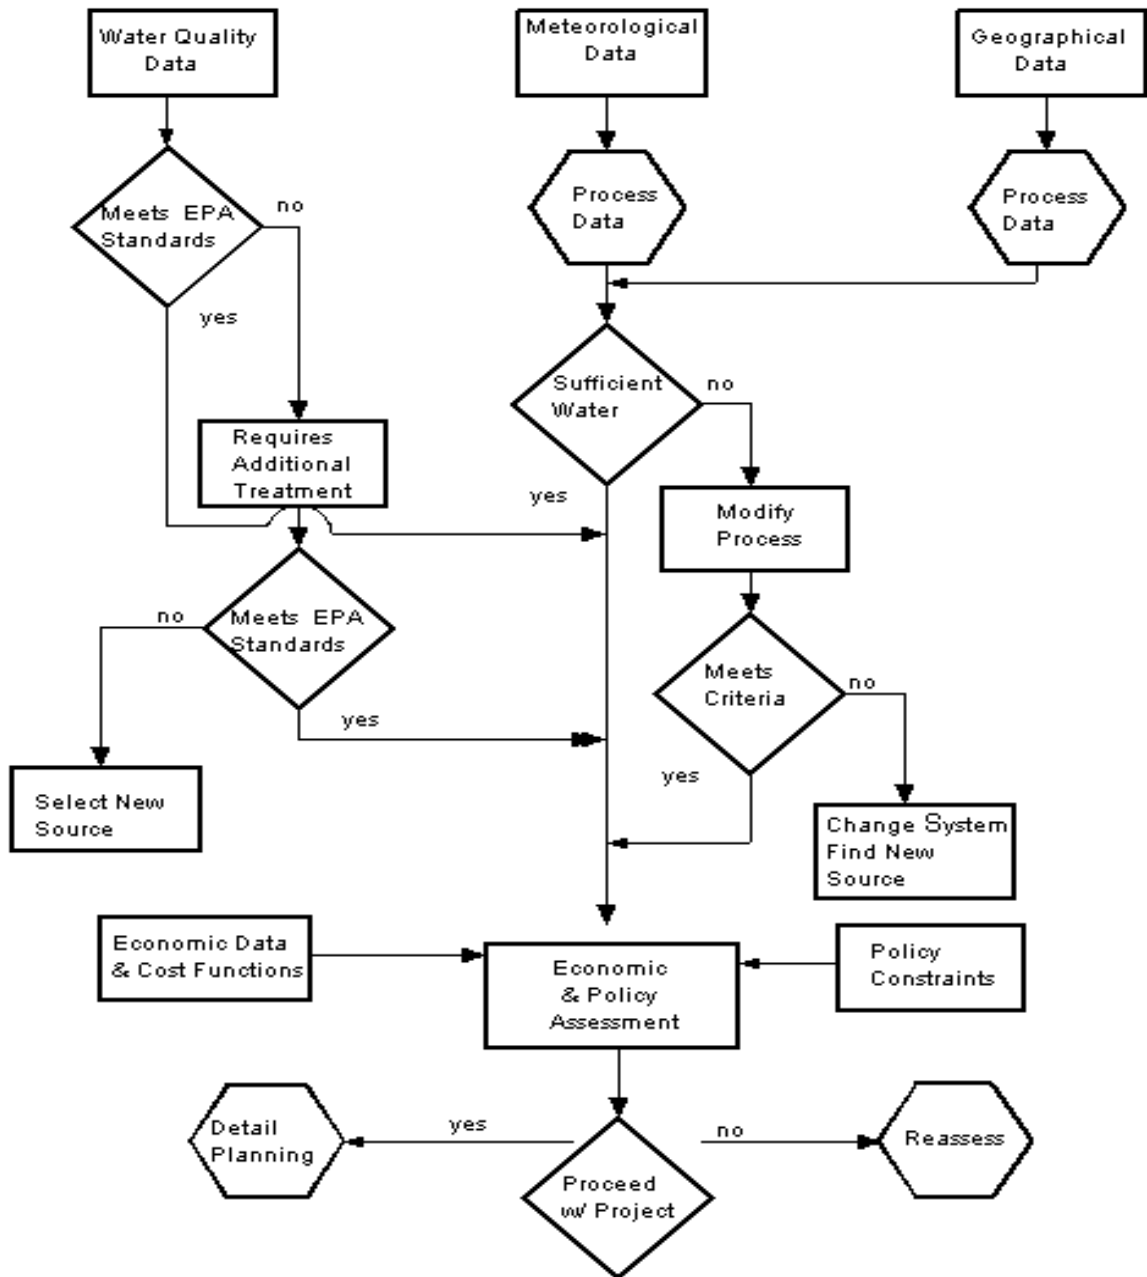 Water Quality
Data
Meteorological
Data
Geographical
Data
Meets EPA
Standards
no
yes
Process
Data
Process
Data
Sufficient
Water
no
yes
Requires
Additional
Treatment
Modify
Process
no
Meets EPA
Standards
yes
Meets
Criteria
no
yes
Select New
Source
Change System
Find New
Source
Economic Data
& Cost Functions
Economic
& Policy
Assessment
Policy
Constraints
Detail
Planning
yes
no
Reassess
Proceed
w/ Project